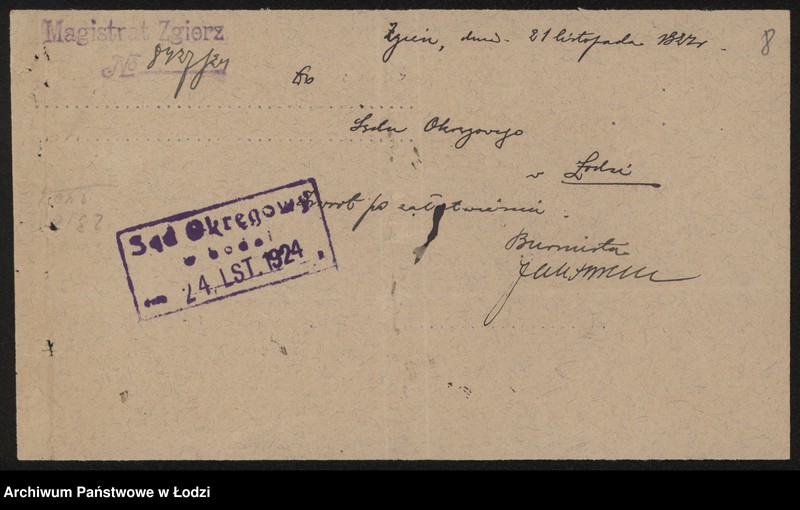 Magistrat Zgierz
No 8427/24
Zgierz, dnia 21 listopada 1924 r.
8
Do
Sądu Okręgowego
w Łodzi
Zwrot po załatwieniu.
Burmistrz
Sąd Okręgowy
w Łodzi
24. LST. 1924
Archiwum Państwowe w Łodzi